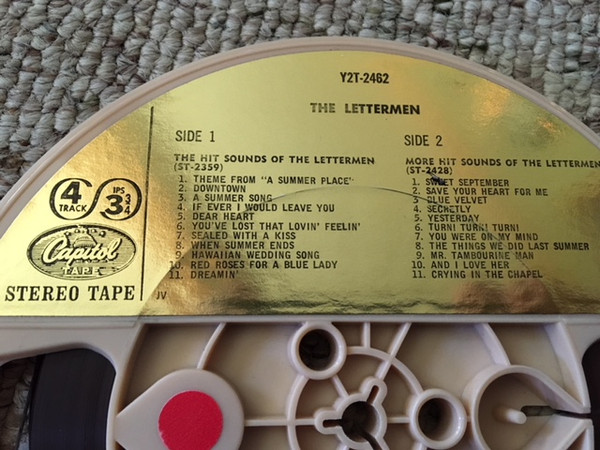 Y2T-2462
THE LETTERMEN
SIDE 1
THE HIT SOUNDS OF THE LETTERMEN
(ST-2359)
1. THEME FROM "A SUMMER PLACE"
2. DOWNTOWN
3. A SUMMER SONG
4. IF EVER I WOULD LEAVE YOU
5. DEAR HEART
6. YOU'VE LOST THAT LOVIN' FEELIN'
7. SEALED WITH A KISS
8. WHEN SUMMER ENDS
9. HAWAIIAN WEDDING SONG
10. RED ROSES FOR A BLUE LADY
11. DREAMIN'
SIDE 2
MORE HIT SOUNDS OF THE LETTERMEN
(ST-2428)
1. SWEET SEPTEMBER
2. SAVE YOUR HEART FOR ME
3. BLUE VELVET
4. SECRETLY
5. YESTERDAY
6. TURN! TURN! TURN!
7. YOU WERE ON MY MIND
8. THE THINGS WE DID LAST SUMMER
9. MR. TAMBOURINE MAN
10. AND I LOVE HER
11. CRYING IN THE CHAPEL
4 TRACK
IPS 3 3/4
Capitol
TAPE
STEREO TAPE
JV